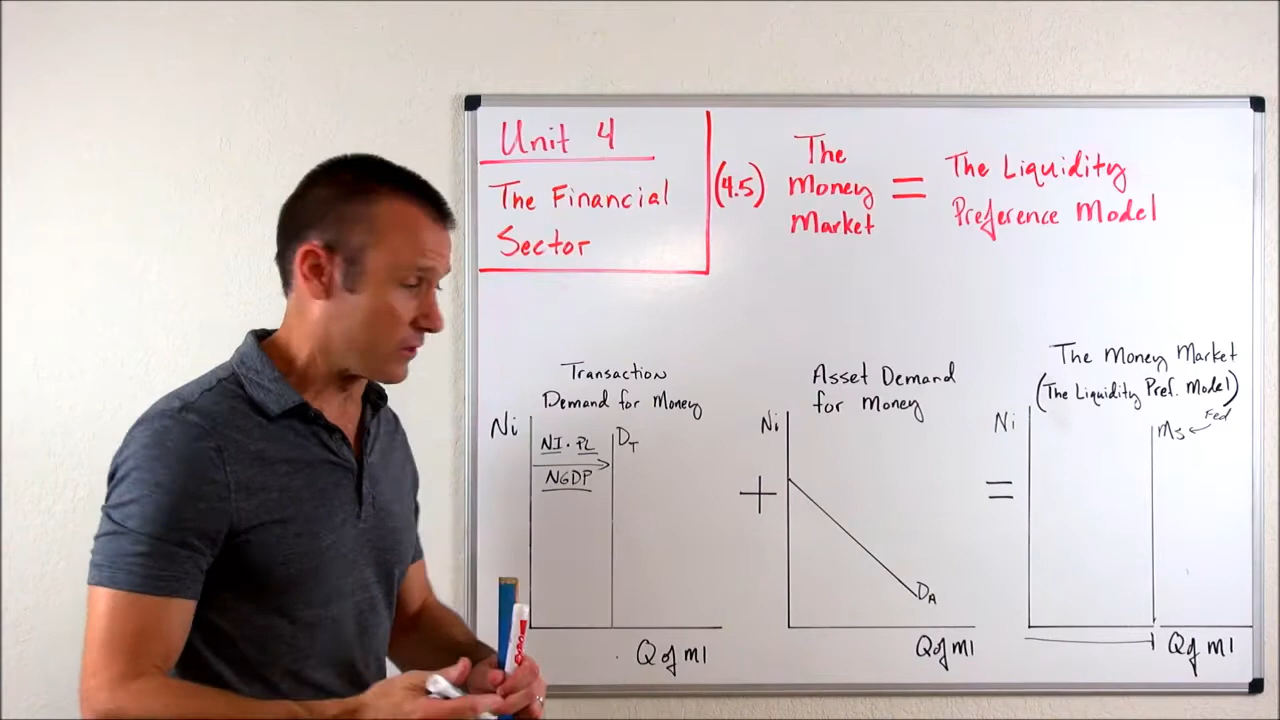 Unit 4
The Financial
Sector
(4.5)
The
Money
Market
=
The Liquidity
Preference Model
Transaction
Demand for Money
Ni
NI · PL
NGDP
DT
Q of M1
+
Asset Demand
for Money
Ni
DA
Q of M1
=
The Money Market
(The Liquidity Pref. Model)
Ni
MS
Fed
Q of M1